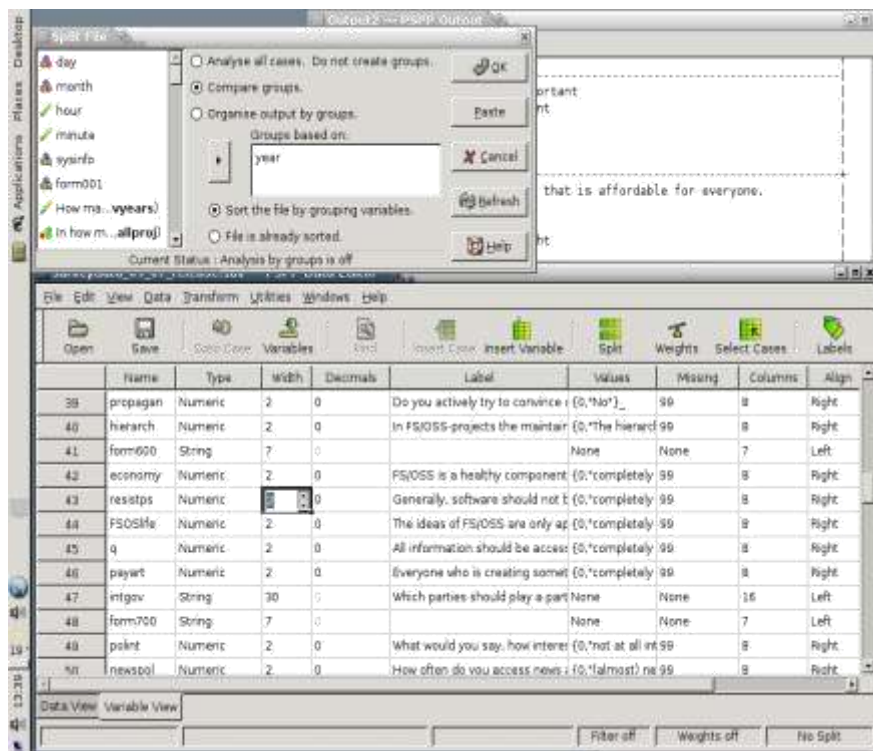 Output2 — PSPP Output
Split File
day
month
hour
minute
sysinfo
form001
How ma...vyears)
In how m...allproj)
Analyse all cases. Do not create groups.
Compare groups.
Organise output by groups.
Groups based on:
year
Sort the file by grouping variables.
File is already sorted.
Current Status : Analysis by groups is off
OK
Paste
Cancel
Refresh
Help
that is affordable for everyone.
Applications Places Desktop
File Edit View Data Transform Utilities Windows Help
Open Save Variables Insert Variable Split Weights Select Cases Labels
Name Type Width Decimals Label Values Missing Columns Align
39 propagan Numeric 2 0 Do you actively try to convince {0,"No"}_ 99 8 Right
40 hierarch Numeric 2 0 In FS/OSS-projects the maintain {0,"The hierarc 99 8 Right
41 form600 String 7 0 None None 7 Left
42 economy Numeric 2 0 FS/OSS is a healthy component {0,"completely 99 8 Right
43 resistps Numeric 2 0 Generally, software should not b {0,"completely 99 8 Right
44 FSOSlife Numeric 2 0 The ideas of FS/OSS are only ap {0,"completely 99 8 Right
45 q Numeric 2 0 All information should be acces {0,"completely 99 8 Right
46 payart Numeric 2 0 Everyone who is creating somet {0,"completely 99 8 Right
47 intgov String 30 0 Which parties should play a part None None 16 Left
48 form700 String 7 0 None None 7 Left
49 polint Numeric 2 0 What would you say, how interes {0,"not at all int 99 8 Right
50 newspol Numeric 2 0 How often do you access news {0,"(almost) ne 99 8 Right
Data View Variable View
Filter off Weights off No Split
13:39